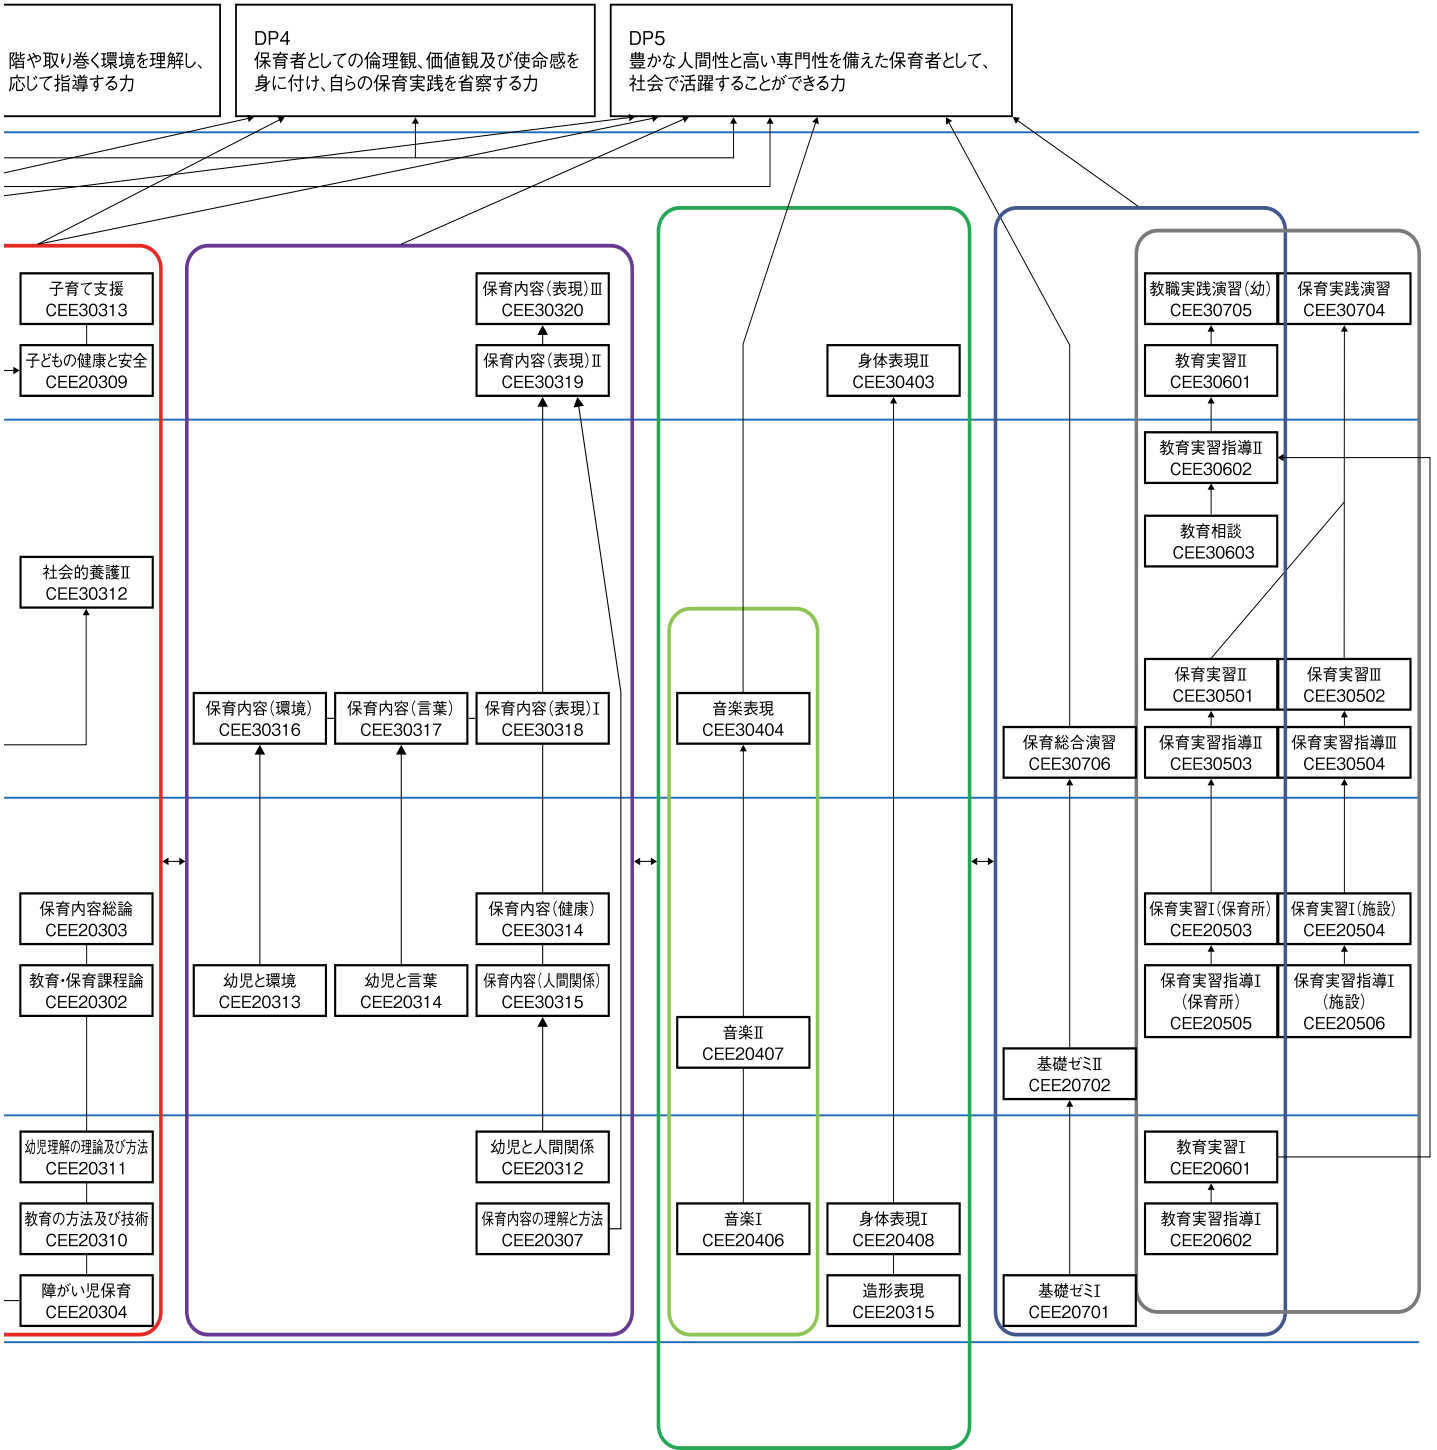 階や取り巻く環境を理解し、
応じて指導する力
DP4
保育者としての倫理観、価値観及び使命感を
身に付け、自らの保育実践を省察する力
DP5
豊かな人間性と高い専門性を備えた保育者として、
社会で活躍することができる力
子育て支援
CEE30313
子どもの健康と安全
CEE20309
社会的養護Ⅱ
CEE30312
保育内容総論
CEE20303
教育・保育課程論
CEE20302
幼児理解の理論及び方法
CEE20311
教育の方法及び技術
CEE20310
障がい児保育
CEE20304
保育内容（表現）Ⅲ
CEE30320
保育内容（表現）Ⅱ
CEE30319
保育内容（環境）
CEE30316
保育内容（言葉）
CEE30317
保育内容（表現）Ⅰ
CEE30318
保育内容（健康）
CEE30314
幼児と環境
CEE20313
幼児と言葉
CEE20314
保育内容（人間関係）
CEE30315
幼児と人間関係
CEE20312
保育内容の理解と方法
CEE20307
身体表現Ⅱ
CEE30403
音楽表現
CEE30404
音楽Ⅱ
CEE20407
音楽Ⅰ
CEE20406
身体表現Ⅰ
CEE20408
造形表現
CEE20315
教職実践演習（幼）
CEE30705
保育実践演習
CEE30704
教育実習Ⅱ
CEE30601
教育実習指導Ⅱ
CEE30602
教育相談
CEE30603
保育実習Ⅱ
CEE30501
保育実習Ⅲ
CEE30502
保育総合演習
CEE30706
保育実習指導Ⅱ
CEE30503
保育実習指導Ⅲ
CEE30504
保育実習Ⅰ（保育所）
CEE20503
保育実習Ⅰ（施設）
CEE20504
保育実習指導Ⅰ
（保育所）
CEE20505
保育実習指導Ⅰ
（施設）
CEE20506
基礎ゼミⅡ
CEE20702
教育実習Ⅰ
CEE20601
教育実習指導Ⅰ
CEE20602
基礎ゼミⅠ
CEE20701